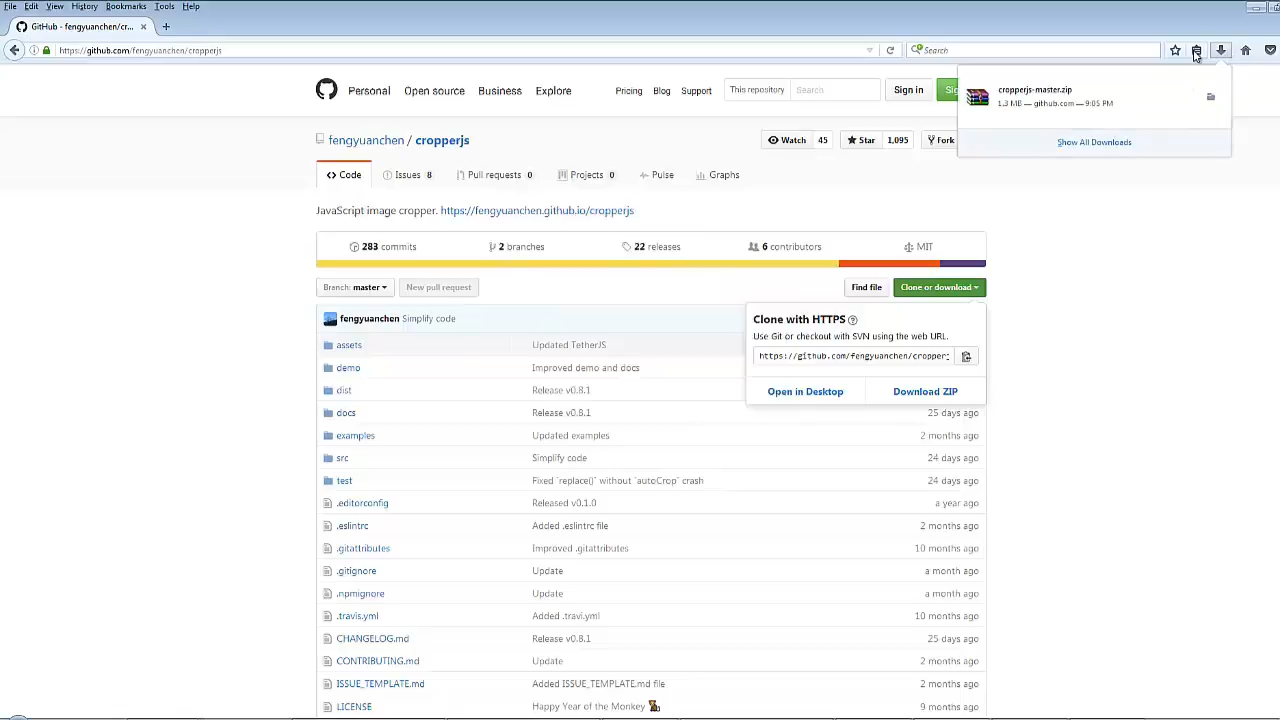 File Edit View History Bookmarks Tools Help
GitHub - fengyuanchen/cr... × +
https://github.com/fengyuanchen/cropperjs
Search
cropperjs-master.zip
1.3 MB — github.com — 9:05 PM
Show All Downloads
Personal Open source Business Explore
Pricing Blog Support This repository Search Sign in
fengyuanchen / cropperjs
Watch 45 Star 1,095 Fork
Code Issues 8 Pull requests 0 Projects 0 Pulse Graphs
JavaScript image cropper. https://fengyuanchen.github.io/cropperjs
283 commits 2 branches 22 releases 6 contributors MIT
Branch: master New pull request Find file Clone or download
fengyuanchen Simplify code
Clone with HTTPS
Use Git or checkout with SVN using the web URL.
https://github.com/fengyuanchen/cropper;
Open in Desktop Download ZIP
assets Updated TetherJS
demo Improved demo and docs
dist Release v0.8.1
docs Release v0.8.1 25 days ago
examples Updated examples 2 months ago
src Simplify code 24 days ago
test Fixed `replace()` without `autoCrop` crash 24 days ago
.editorconfig Released v0.1.0 a year ago
.eslintrc Added .eslintrc file 2 months ago
.gitattributes Improved .gitattributes 10 months ago
.gitignore Update a month ago
.npmignore Update a month ago
.travis.yml Added .travi.yml 10 months ago
CHANGELOG.md Release v0.8.1 25 days ago
CONTRIBUTING.md Update 2 months ago
ISSUE_TEMPLATE.md Added ISSUE_TEMPLATE.md file 2 months ago
LICENSE Happy Year of the Monkey 9 months ago